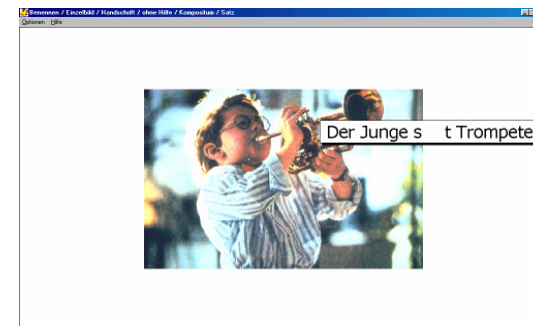 Benennen / Einzelbild / Handschrift / ohne Hilfe / Kompositum / Satz
Optionen Hilfe
Der Junge s t Trompete